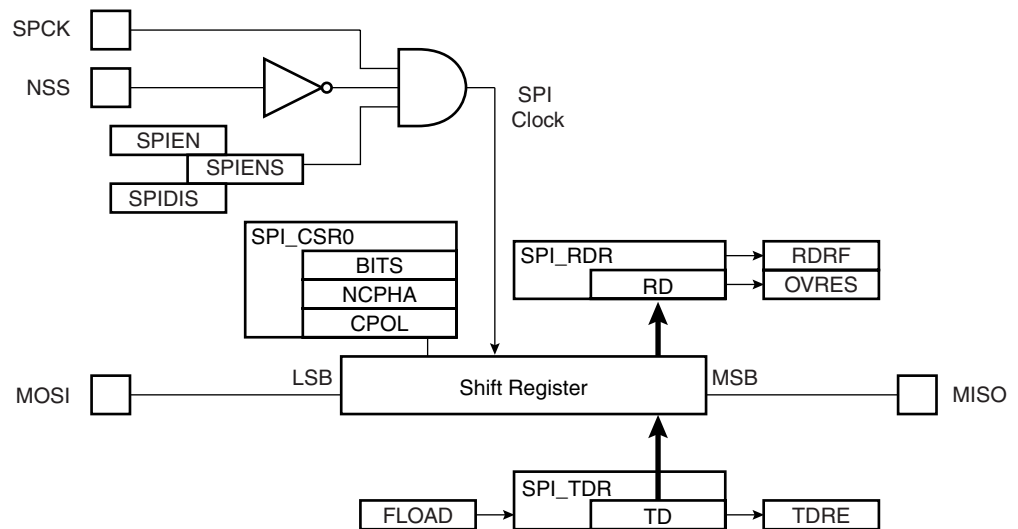 SPCK
NSS
SPI
Clock
SPIEN
SPIENS
SPIDIS
SPI_CSR0
BITS
NCPHA
CPOL
SPI_RDR
RD
RDRF
OVRES
MOSI
LSB
Shift Register
MSB
MISO
SPI_TDR
FLOAD
TD
TDRE